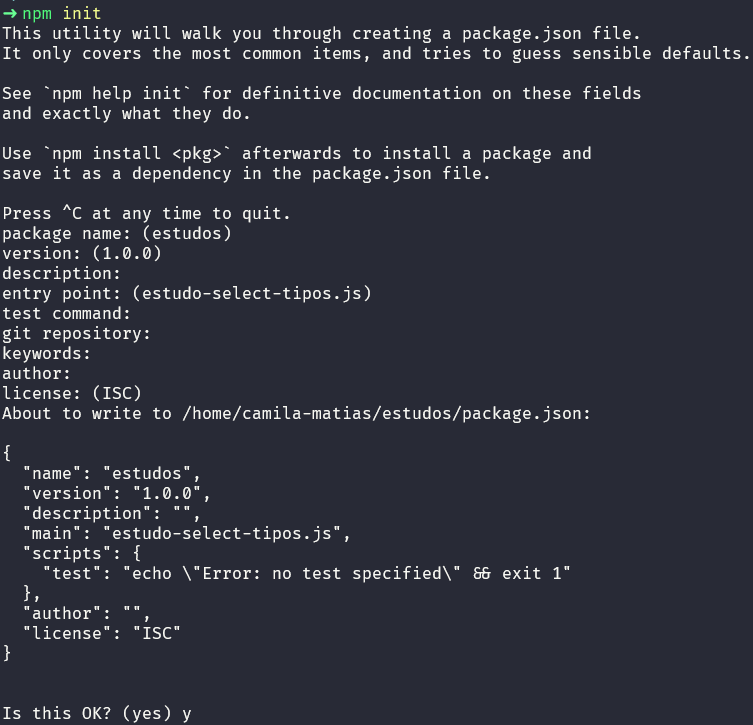 → npm init
This utility will walk you through creating a package.json file.
It only covers the most common items, and tries to guess sensible defaults.

See `npm help init` for definitive documentation on these fields
and exactly what they do.

Use `npm install <pkg>` afterwards to install a package and
save it as a dependency in the package.json file.

Press ^C at any time to quit.
package name: (estudos)
version: (1.0.0)
description:
entry point: (estudo-select-tipos.js)
test command:
git repository:
keywords:
author:
license: (ISC)
About to write to /home/camila-matias/estudos/package.json:

{
  "name": "estudos",
  "version": "1.0.0",
  "description": "",
  "main": "estudo-select-tipos.js",
  "scripts": {
    "test": "echo \"Error: no test specified\" && exit 1"
  },
  "author": "",
  "license": "ISC"
}


Is this OK? (yes) y